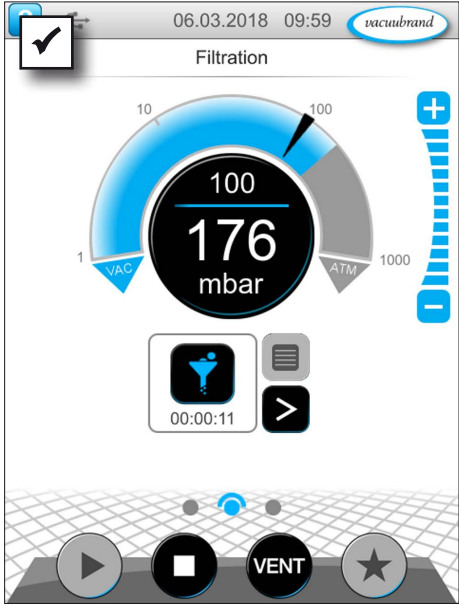 06.03.2018 09:59
vacuubrand
Filtration
10
100
1
1000
VAC
ATM
100
176
mbar
00:00:11
VENT